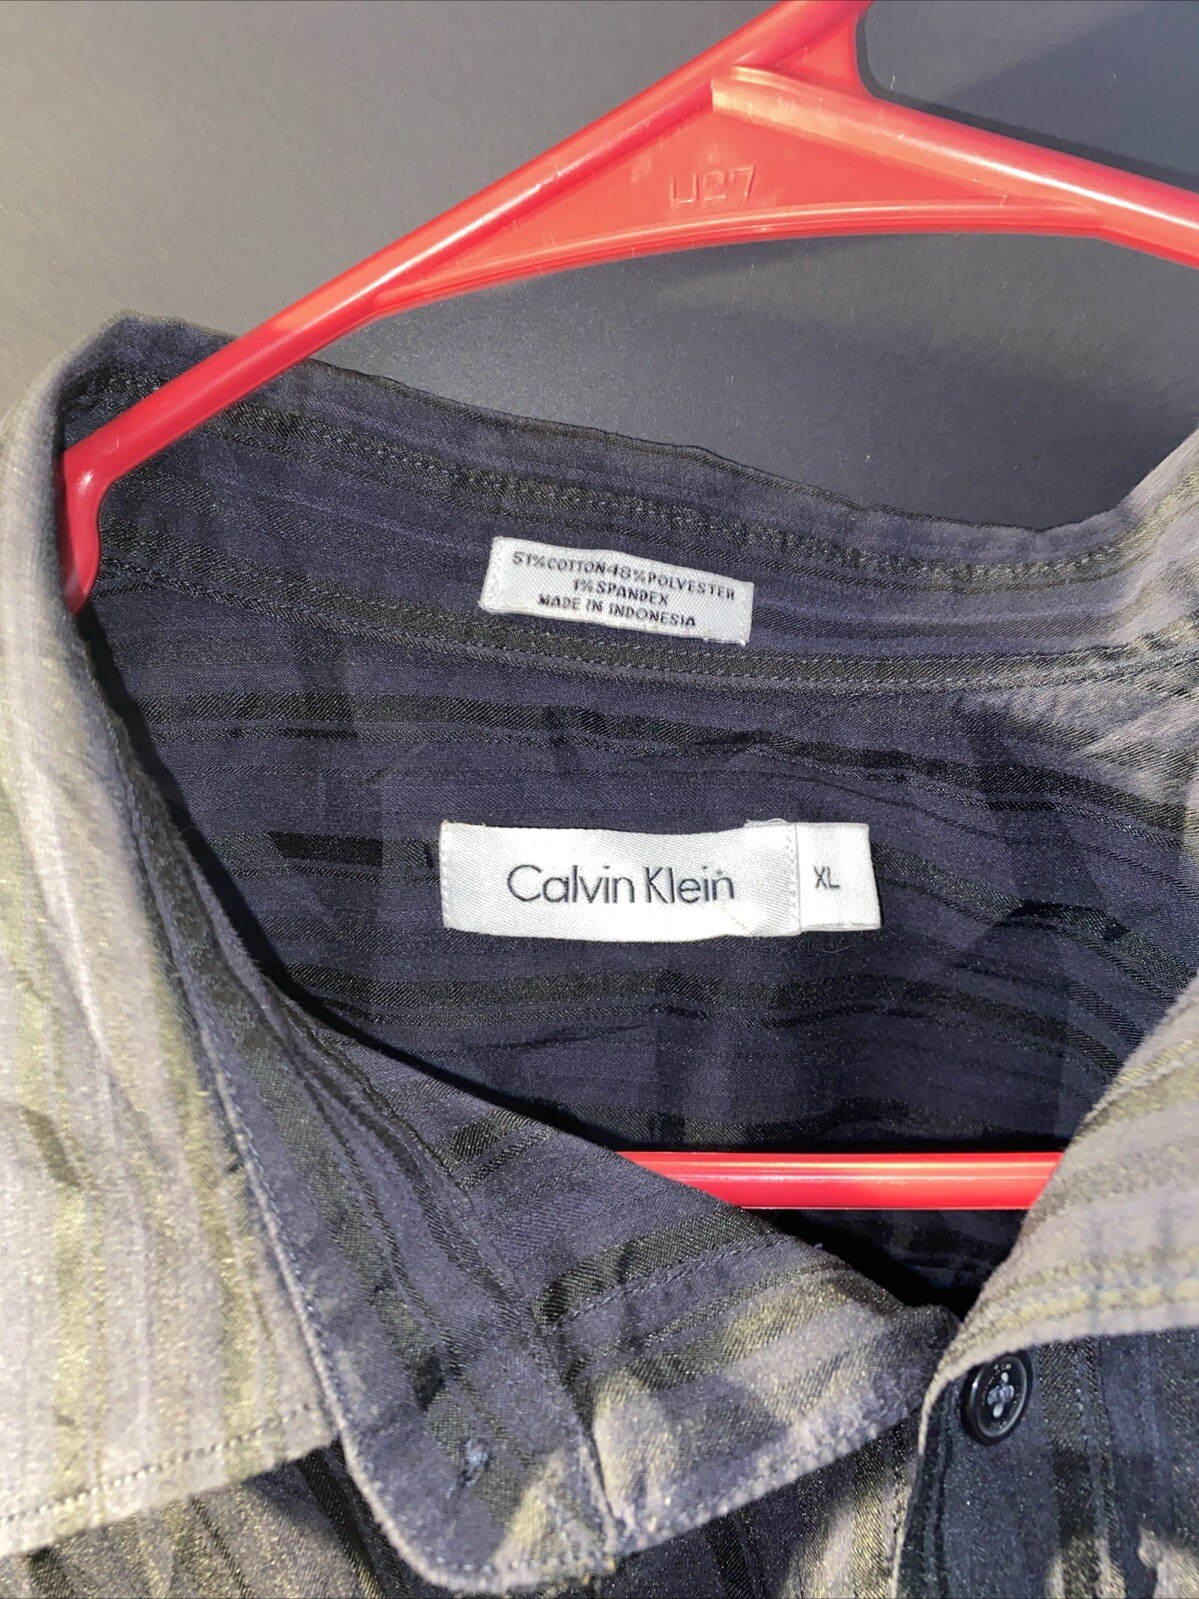 U27
51%COTTON48%POLYESTER
1%SPANDEX
MADE IN INDONESIA
Calvin Klein
XL